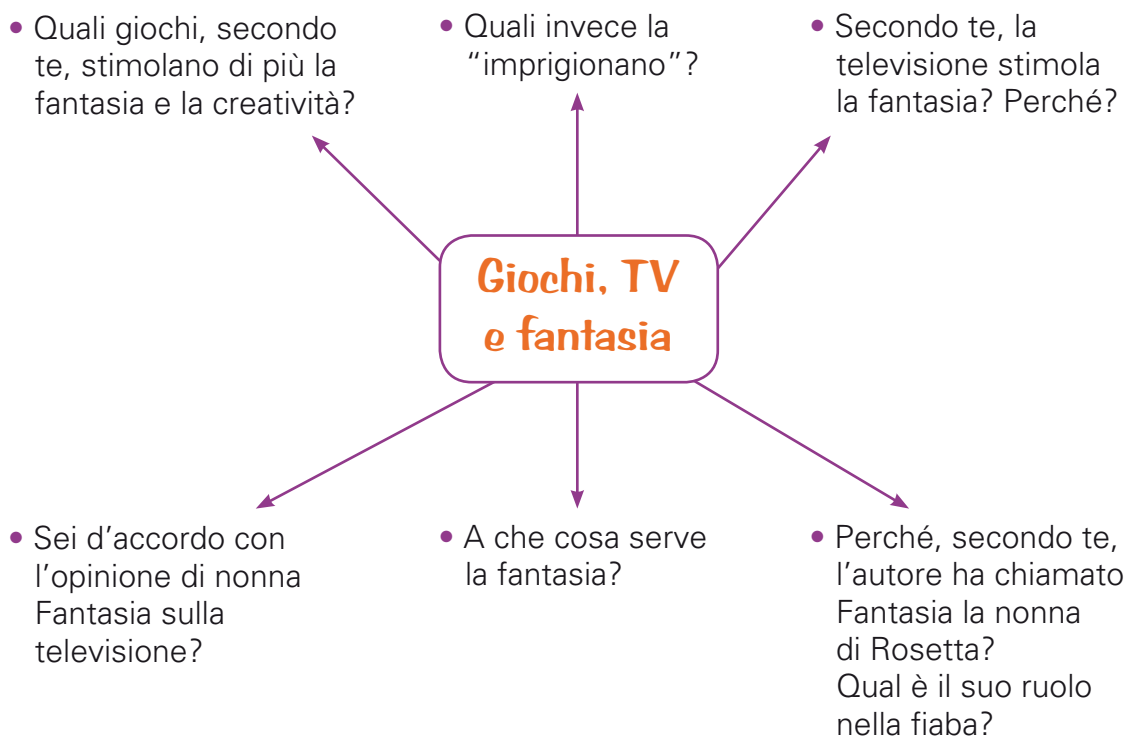 • Quali giochi, secondo
te, stimolano di più la
fantasia e la creatività?
• Quali invece la
“imprigionano”?
• Secondo te, la
televisione stimola
la fantasia? Perché?
Giochi, TV
e fantasia
• Sei d’accordo con
l’opinione di nonna
Fantasia sulla
televisione?
• A che cosa serve
la fantasia?
• Perché, secondo te,
l’autore ha chiamato
Fantasia la nonna
di Rosetta?
Qual è il suo ruolo
nella fiaba?